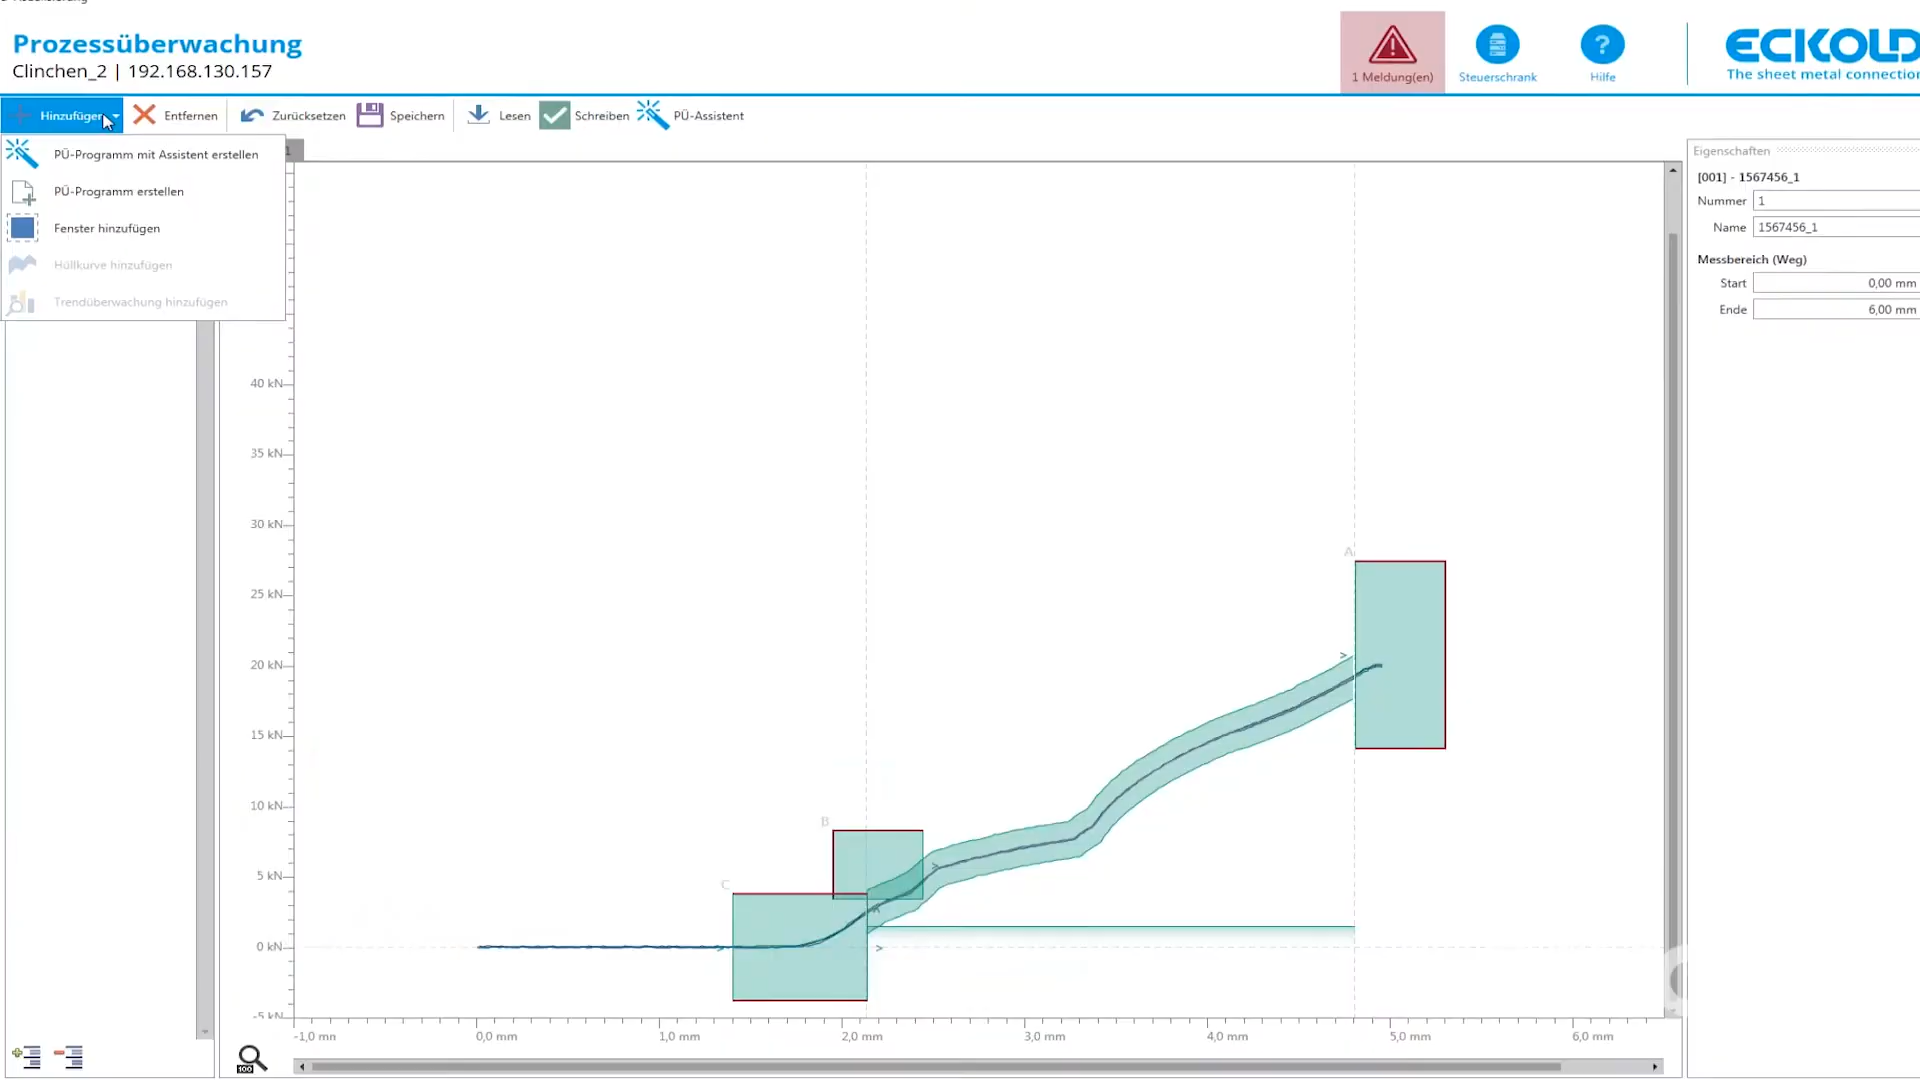 Prozessüberwachung
Clinchen_2 | 192.168.130.157
1 Meldung(en)
Steuerschrank
Hilfe
ECKOLD
The sheet metal connection
Hinzufügen
Entfernen
Zurücksetzen
Speichern
Lesen
Schreiben
PÜ-Assistent
PÜ-Programm mit Assistent erstellen
PÜ-Programm erstellen
Fenster hinzufügen
Hüllkurve hinzufügen
Trendüberwachung hinzufügen
1
Eigenschaften
[001] - 1567456_1
Nummer 1
Name 1567456_1
Messbereich (Weg)
Start 0,00 mm
Ende 6,00 mm
40 kN
35 kN
30 kN
25 kN
20 kN
15 kN
10 kN
5 kN
0 kN
-5 kN
A
B
C
-1,0 mm
0,0 mm
1,0 mm
2,0 mm
3,0 mm
4,0 mm
5,0 mm
6,0 mm
100